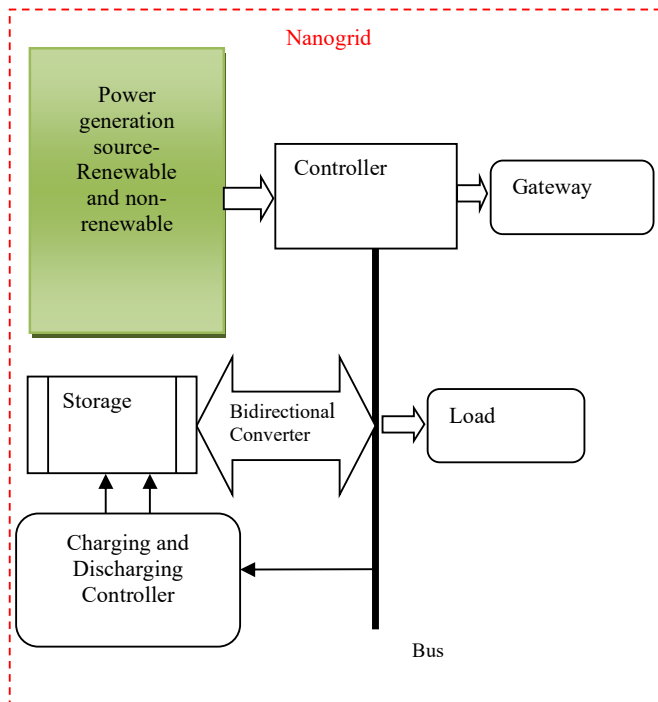 Nanogrid
Power
generation
source-
Renewable
and non-
renewable
Controller
Gateway
Storage
Bidirectional
Converter
Load
Charging and
Discharging
Controller
Bus